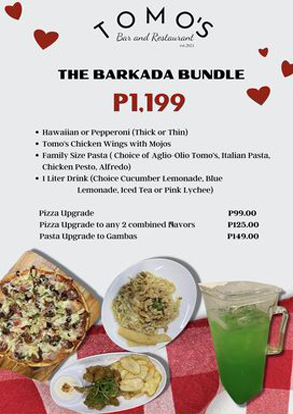 TOMO'S
Bar and Restaurant
est.2021
THE BARKADA BUNDLE
P1,199
• Hawaiian or Pepperoni (Thick or Thin)
• Tomo's Chicken Wings with Mojos
• Family Size Pasta ( Choice of Aglio-Olio Tomo's, Italian Pasta,
Chicken Pesto, Alfredo)
• 1 Liter Drink (Choice Cucumber Lemonade, Blue
Lemonade, Iced Tea or Pink Lychee)
Pizza Upgrade P99.00
Pizza Upgrade to any 2 combined flavors P125.00
Pasta Upgrade to Gambas P149.00